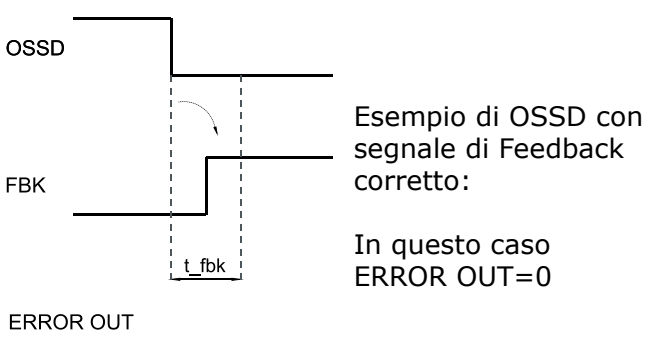 OSSD
FBK
t_fbk
ERROR OUT
Esempio di OSSD con
segnale di Feedback
corretto:
In questo caso
ERROR OUT=0